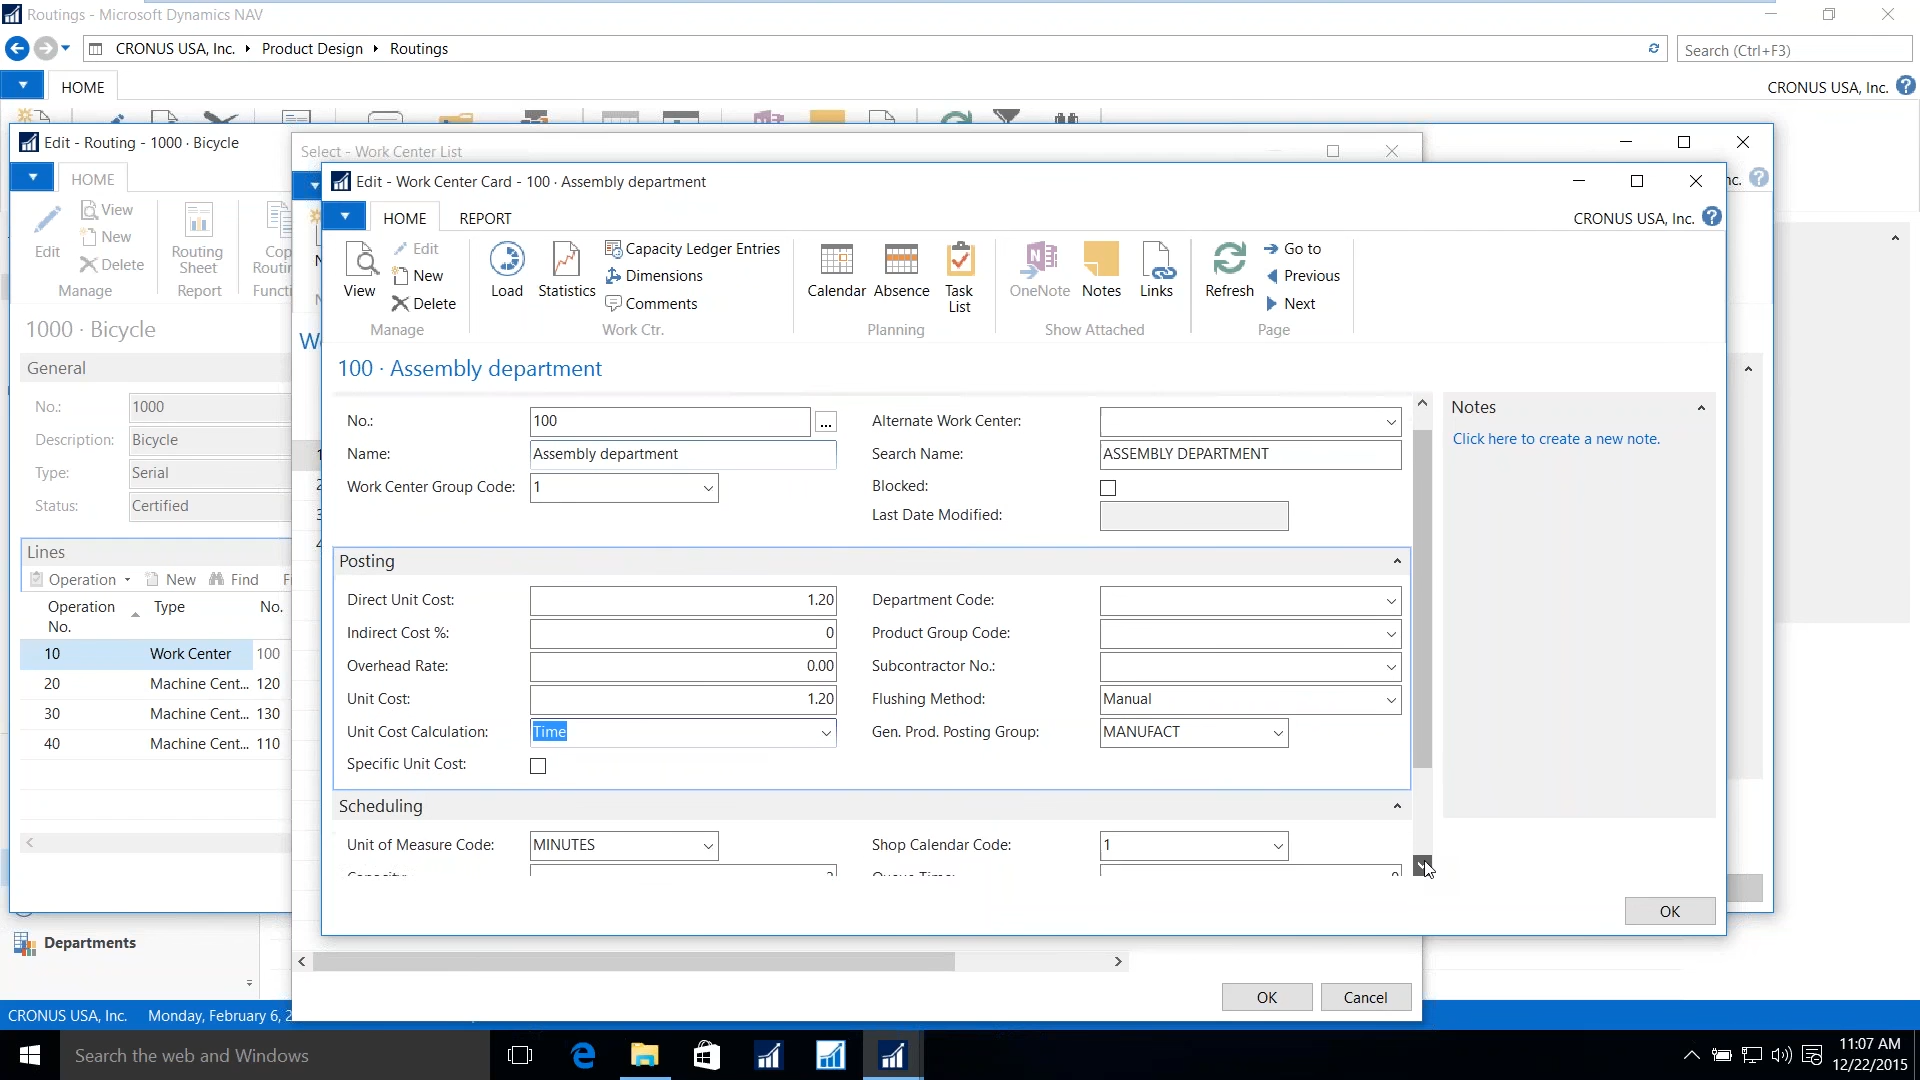 Routings - Microsoft Dynamics NAV
CRONUS USA, Inc. Product Design Routings
Search (Ctrl+F3)
HOME
CRONUS USA, Inc.
Edit - Routing - 1000 · Bicycle
HOME
Edit
View
New
Delete
Manage
Routing Sheet
Report
1000 · Bicycle
General
No.: 1000
Description: Bicycle
Type: Serial
Status: Certified
Lines
Operation New Find
Operation No. Type No.
10 Work Center 100
20 Machine Cent... 120
30 Machine Cent... 130
40 Machine Cent... 110
Departments
Select - Work Center List
Edit - Work Center Card - 100 · Assembly department
HOME REPORT
CRONUS USA, Inc.
View
Edit
New
Delete
Manage
Load
Statistics
Capacity Ledger Entries
Dimensions
Comments
Work Ctr.
Calendar
Absence
Task List
Planning
OneNote
Notes
Links
Show Attached
Refresh
Go to
Previous
Next
Page
100 · Assembly department
No.: 100 ...
Name: Assembly department
Work Center Group Code: 1
Alternate Work Center:
Search Name: ASSEMBLY DEPARTMENT
Blocked:
Last Date Modified:
Posting
Direct Unit Cost: 1.20
Indirect Cost %: 0
Overhead Rate: 0.00
Unit Cost: 1.20
Unit Cost Calculation: Time
Specific Unit Cost:
Department Code:
Product Group Code:
Subcontractor No.:
Flushing Method: Manual
Gen. Prod. Posting Group: MANUFACT
Scheduling
Unit of Measure Code: MINUTES
Shop Calendar Code: 1
Notes
Click here to create a new note.
OK
OK
Cancel
CRONUS USA, Inc. Monday, February 6, 2
Search the web and Windows
11:07 AM
12/22/2015